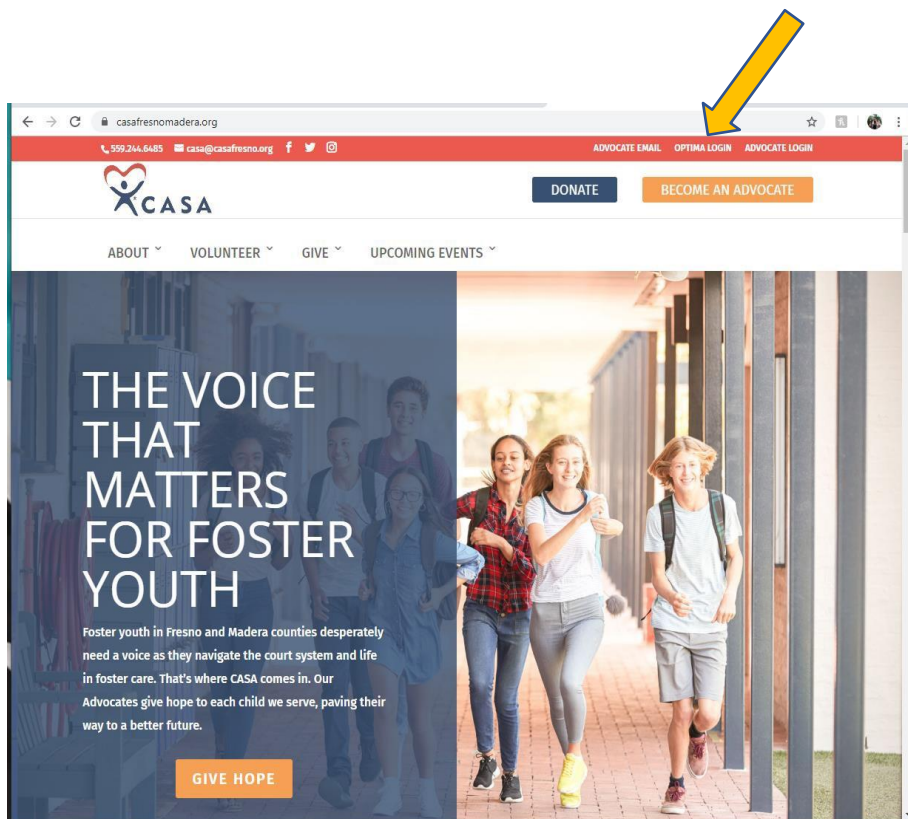 casafresnomadera.org
559.244.6485 casa@casafresno.org ADVOCATE EMAIL OPTIMA LOGIN ADVOCATE LOGIN
CASA
DONATE BECOME AN ADVOCATE
ABOUT VOLUNTEER GIVE UPCOMING EVENTS
THE VOICE
THAT
MATTERS
FOR FOSTER
YOUTH
Foster youth in Fresno and Madera counties desperately
need a voice as they navigate the court system and life
in foster care. That's where CASA comes in. Our
Advocates give hope to each child we serve, paving their
way to a better future.
GIVE HOPE